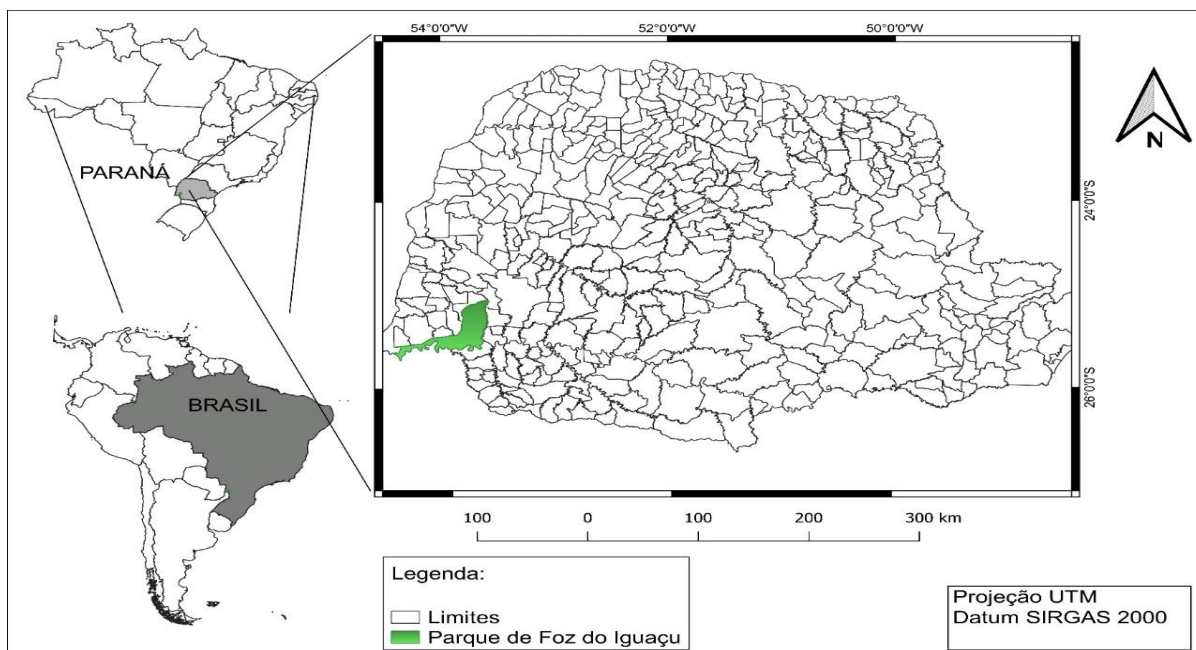 54°0'0"W
52°0'0"W
50°0'0"W
PARANÁ
N
24°0'0"S
BRASIL
26°0'0"S
100 0 100 200 300 km
Legenda:
Limites
Parque de Foz do Iguaçu
Projeção UTM
Datum SIRGAS 2000